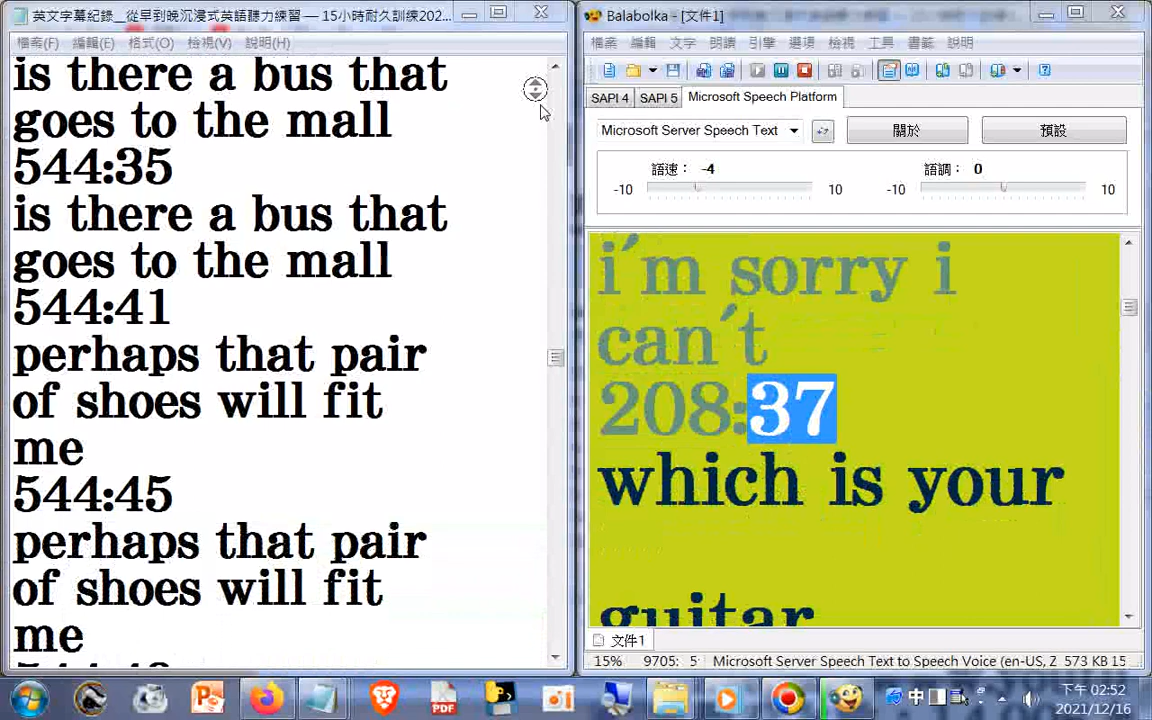 英文字幕紀錄__從早到晚沉浸式英語聽力練習 — 15小時耐久訓練202...
檔案(F) 編輯(E) 格式(O) 檢視(V) 說明(H)
is there a bus that
goes to the mall
544:35
is there a bus that
goes to the mall
544:41
perhaps that pair
of shoes will fit
me
544:45
perhaps that pair
of shoes will fit
me
Balabolka - [文件1]
檔案 編輯 文字 朗讀 引擎 選項 檢視 工具 書籤 說明
SAPI 4 SAPI 5 Microsoft Speech Platform
Microsoft Server Speech Text
關於
預設
語速： -4
-10 10
語調： 0
-10 10
i´m sorry i
can´t
208:37
which is your
guitar
文件1
15% 9705: 5 Microsoft Server Speech Text to Speech Voice (en-US, 2 573 KB 15
PDF
中
下午 02:52
2021/12/16